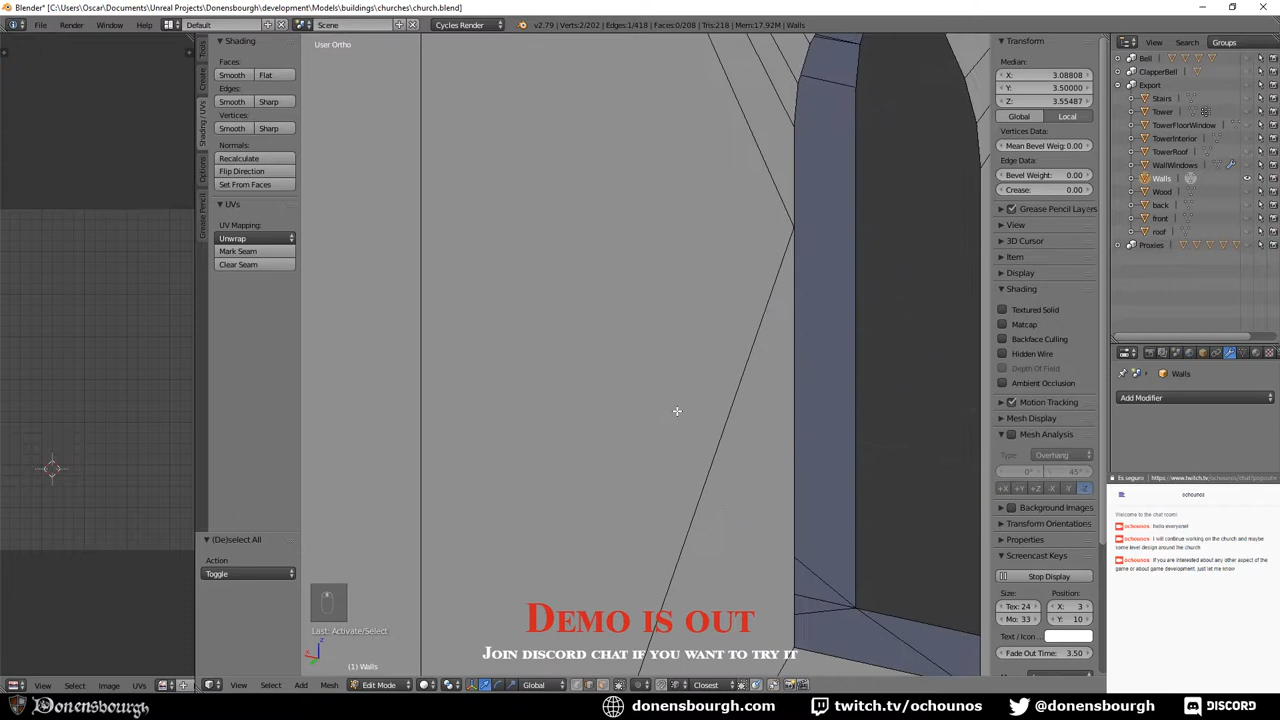 Blender* [C:\Users\Oscar\Documents\Unreal Projects\Donensbourgh\development\Models\buildings\churches\church.blend]
File Render Window Help Default Scene Cycles Render v2.79 | Verts:2/202 | Edges:1/418 | Faces:0/208 | Tris:218 | Mem:17.92M | Walls
Tools
Create
Shading / UVs
Options
Grease Pencil
Shading
Faces:
Smooth Flat
Edges:
Smooth Sharp
Vertices:
Smooth Sharp
Normals:
Recalculate
Flip Direction
Set From Faces
UVs
UV Mapping:
Unwrap
Mark Seam
Clear Seam
(De)select All
Action
Toggle
User Ortho
Last: Activate/Select
(1) Walls
Demo is out
Join discord chat if you want to try it
Transform
Median:
X: 3.08808
Y: 3.50000
Z: 3.55487
Global Local
Vertices Data:
Mean Bevel Weig: 0.00
Edge Data:
Bevel Weight: 0.00
Crease: 0.00
Grease Pencil Layers
View
3D Cursor
Item
Display
Shading
Textured Solid
Matcap
Backface Culling
Hidden Wire
Depth Of Field
Ambient Occlusion
Motion Tracking
Mesh Display
Mesh Analysis
Type: Overhang
0° 45°
+X +Y +Z -X -Y -Z
Background Images
Transform Orientations
Properties
Screencast Keys
Stop Display
Size: Position:
Tex: 24 X: 3
Mo: 33 Y: 10
Text / Icon
Fade Out Time: 3.50
View Search Groups
Bell
ClapperBell
Export
Stairs
Tower
TowerFloorWindow
TowerInterior
TowerRoof
WallWindows
Walls
Wood
back
front
roof
Proxies
Walls
Add Modifier
Es seguro
ochounos
Welcome to the chat room!
ochounos: hello everyone!
ochounos: I will continue working on the church and maybe
some level design around the church
ochounos: If you are interested about any other aspect of the
game or about game development, just let me know
View Select Image UVs View Select Add Mesh Edit Mode Global Closest
Donensbourgh donensbourgh.com twitch.tv/ochounos DISCORD